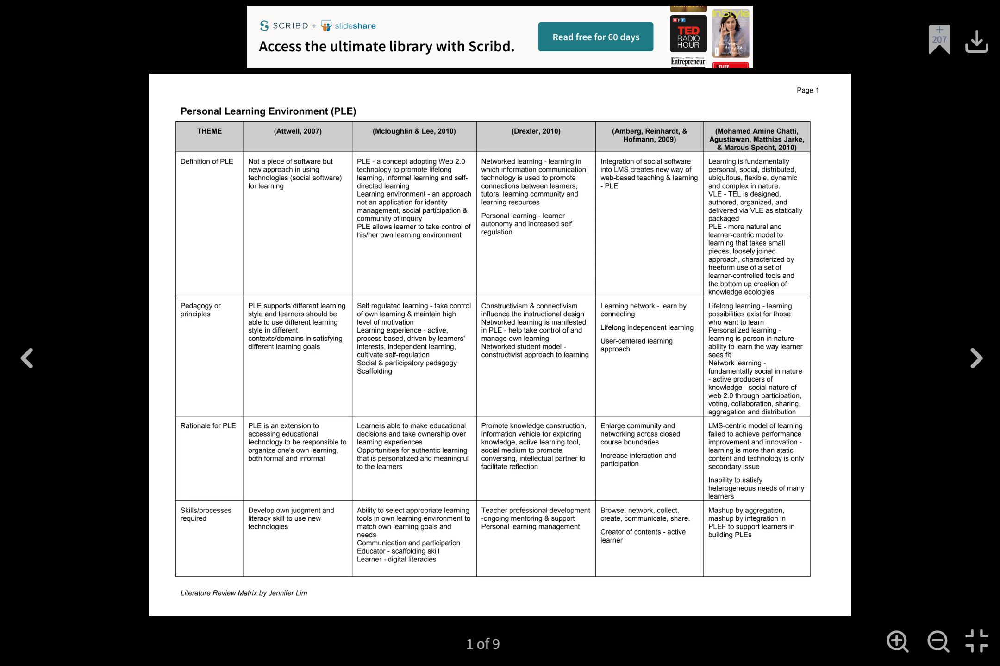 SCRIBD + slideshare
Access the ultimate library with Scribd.
Read free for 60 days
ISAACSON
npr
TED
RADIO
HOUR
Entrepreneur
InStyle
Challenge
Accepted
STUFF
+
207
Page 1
Personal Learning Environment (PLE)
THEME
(Attwell, 2007)
(Mcloughlin & Lee, 2010)
(Drexler, 2010)
(Amberg, Reinhardt, &
Hofmann, 2009)
(Mohamed Amine Chatti,
Agustiawan, Matthias Jarke,
& Marcus Specht, 2010)
Definition of PLE
Not a piece of software but
new approach in using
technologies (social software)
for learning
PLE - a concept adopting Web 2.0
technology to promote lifelong
learning, informal learning and self-
directed learning
Learning environment - an approach
not an application for identity
management, social participation &
community of inquiry
PLE allows learner to take control of
his/her own learning environment
Networked learning - learning in
which information communication
technology is used to promote
connections between learners,
tutors, learning community and
learning resources
Personal learning - learner
autonomy and increased self
regulation
Integration of social software
into LMS creates new way of
web-based teaching & learning
- PLE
Learning is fundamentally
personal, social, distributed,
ubiquitous, flexible, dynamic
and complex in nature.
VLE - TEL is designed,
authored, organized, and
delivered via VLE as statically
packaged
PLE - more natural and
learner-centric model to
learning that takes small
pieces, loosely joined
approach, characterized by
freeform use of a set of
learner-controlled tools and
the bottom up creation of
knowledge ecologies
Pedagogy or
principles
PLE supports different learning
style and learners should be
able to use different learning
style in different
contexts/domains in satisfying
different learning goals
Self regulated learning - take control
of own learning & maintain high
level of motivation
Learning experience - active,
process based, driven by learners'
interests, independent learning,
cultivate self-regulation
Social & participatory pedagogy
Scaffolding
Constructivism & connectivism
influence the instructional design
Networked learning is manifested
in PLE - help take control of and
manage own learning
Networked student model -
constructivist approach to learning
Learning network - learn by
connecting
Lifelong independent learning
User-centered learning
approach
Lifelong learning - learning
possibilities exist for those
who want to learn
Personalized learning -
learning is person in nature -
ability to learn the way learner
sees fit
Network learning -
fundamentally social in nature
- active producers of
knowledge - social nature of
web 2.0 through participation,
voting, collaboration, sharing,
aggregation and distribution
Rationale for PLE
PLE is an extension to
accessing educational
technology to be responsible to
organize one's own learning,
both formal and informal
Learners able to make educational
decisions and take ownership over
learning experiences
Opportunities for authentic learning
that is personalized and meaningful
to the learners
Promote knowledge construction,
information vehicle for exploring
knowledge, active learning tool,
social medium to promote
conversing, intellectual partner to
facilitate reflection
Enlarge community and
networking across closed
course boundaries
Increase interaction and
participation
LMS-centric model of learning
failed to achieve performance
improvement and innovation -
learning is more than static
content and technology is only
secondary issue
Inability to satisfy
heterogeneous needs of many
learners
Skills/processes
required
Develop own judgment and
literacy skill to use new
technologies
Ability to select appropriate learning
tools in own learning environment to
match own learning goals and
needs
Communication and participation
Educator - scaffolding skill
Learner - digital literacies
Teacher professional development
-ongoing mentoring & support
Personal learning management
Browse, network, collect,
create, communicate, share.
Creator of contents - active
learner
Mashup by aggregation,
mashup by integration in
PLEF to support learners in
building PLEs
Literature Review Matrix by Jennifer Lim
1 of 9